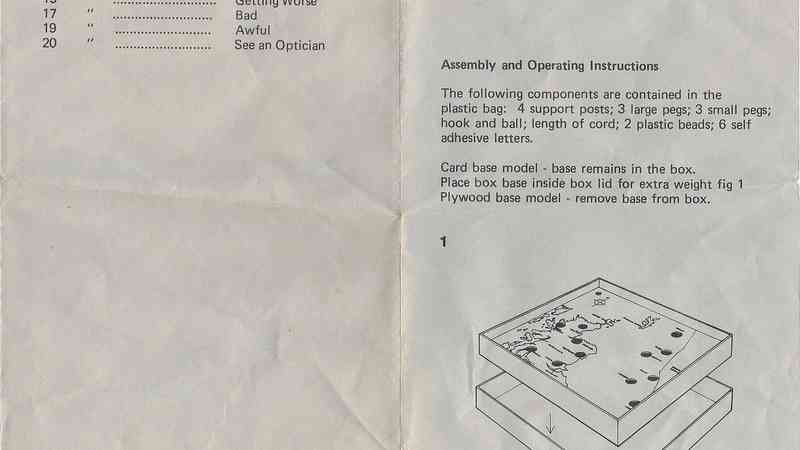 Getting Worse
17 " ............................ Bad
19 " ............................ Awful
20 " ............................ See an Optician
Assembly and Operating Instructions
The following components are contained in the
plastic bag: 4 support posts; 3 large pegs; 3 small pegs;
hook and ball; length of cord; 2 plastic beads; 6 self
adhesive letters.
Card base model - base remains in the box.
Place box base inside box lid for extra weight fig 1
Plywood base model - remove base from box.
1